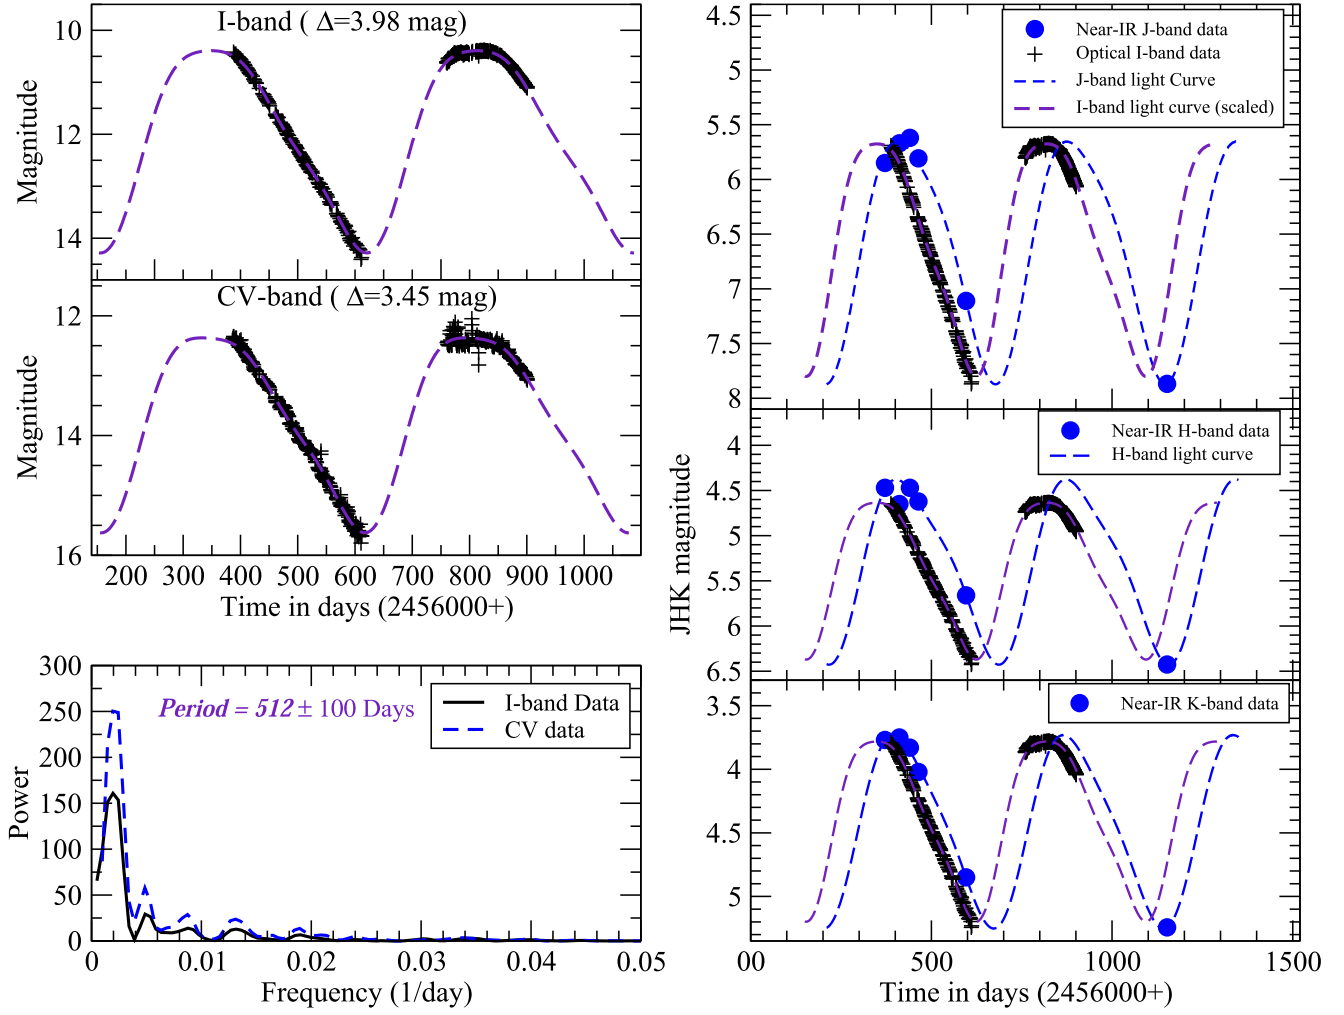 I-band ( Δ=3.98 mag)
10
12
14
Magnitude
CV-band ( Δ=3.45 mag)
12
14
16
Magnitude
200 300 400 500 600 700 800 900 1000
Time in days (2456000+)
300
250
200
150
100
50
0
Power
Period = 512 ± 100 Days
I-band Data
CV data
0 0.01 0.02 0.03 0.04 0.05
Frequency (1/day)
4.5
5
5.5
6
6.5
7
7.5
8
Near-IR J-band data
Optical I-band data
J-band light Curve
I-band light curve (scaled)
4
4.5
5
5.5
6
6.5
Near-IR H-band data
H-band light curve
JHK magnitude
3.5
4
4.5
5
Near-IR K-band data
00 500 1000 1500
Time in days (2456000+)